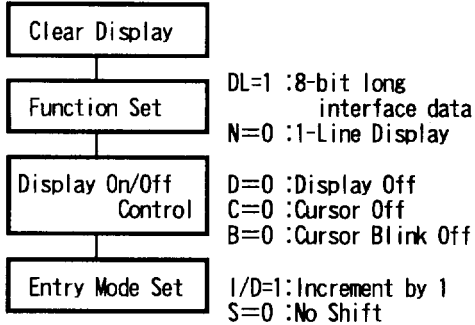 Clear Display
Function Set
DL=1 :8-bit long
interface data
N=0 :1-Line Display
Display On/Off
Control
D=0 :Display Off
C=0 :Cursor Off
B=0 :Cursor Blink Off
Entry Mode Set
I/D=1:Increment by 1
S=0 :No Shift